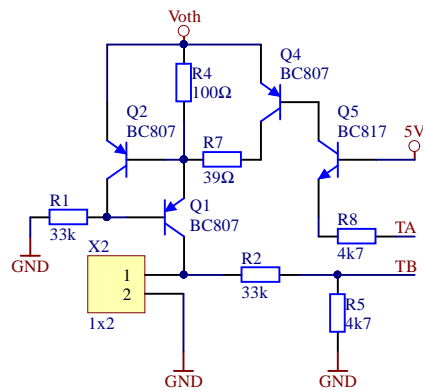 Voth
Q4
BC807
R4
100Ω
Q2
BC807
Q5
BC817
5V
R7
39Ω
R1
33k
Q1
BC807
GND
R8
4k7
TA
X2
1
2
1x2
R2
33k
TB
R5
4k7
GND
GND